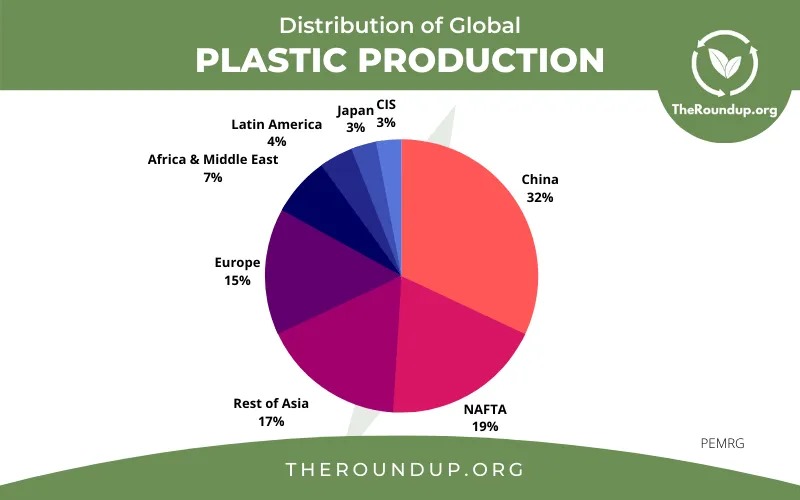 Distribution of Global
PLASTIC PRODUCTION
TheRoundup.org
CIS
3%
Japan
3%
Latin America
4%
Africa & Middle East
7%
China
32%
Europe
15%
Rest of Asia
17%
NAFTA
19%
PEMRG
THEROUNDUP.ORG